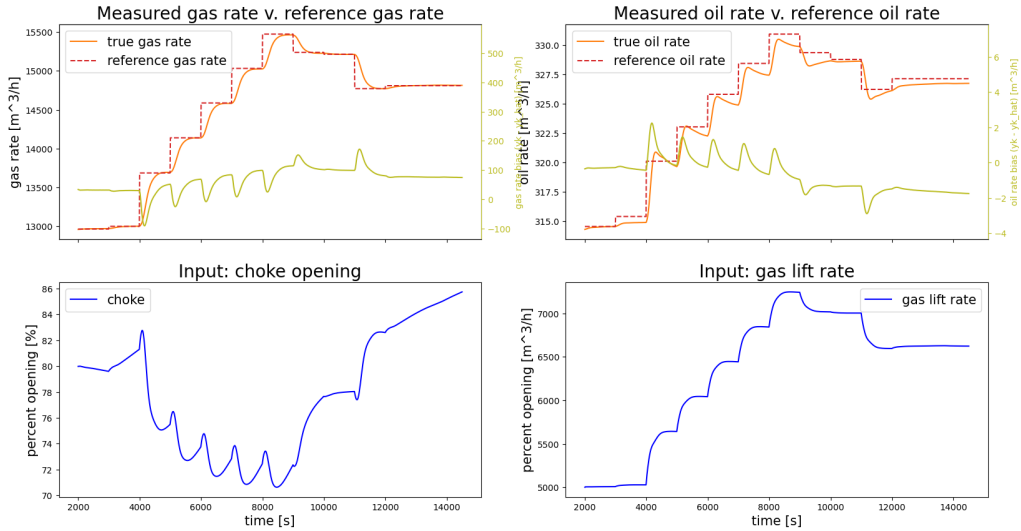 Measured gas rate v. reference gas rate
true gas rate
reference gas rate
gas rate [m^3/h]
15500
15000
14500
14000
13500
13000
500
400
300
200
100
0
-100
gas rate bias (yk - yk_hat) [m^3/h]
Measured oil rate v. reference oil rate
true oil rate
reference oil rate
oil rate [m^3/h]
330.0
327.5
325.0
322.5
320.0
317.5
315.0
6
4
2
0
−2
−4
oil rate bias (yk - yk_hat) [m^3/h]
Input: choke opening
choke
percent opening [%]
86
84
82
80
78
76
74
72
70
2000 4000 6000 8000 10000 12000 14000
time [s]
Input: gas lift rate
gas lift rate
percent opening [m^3/h]
7000
6500
6000
5500
5000
2000 4000 6000 8000 10000 12000 14000
time [s]